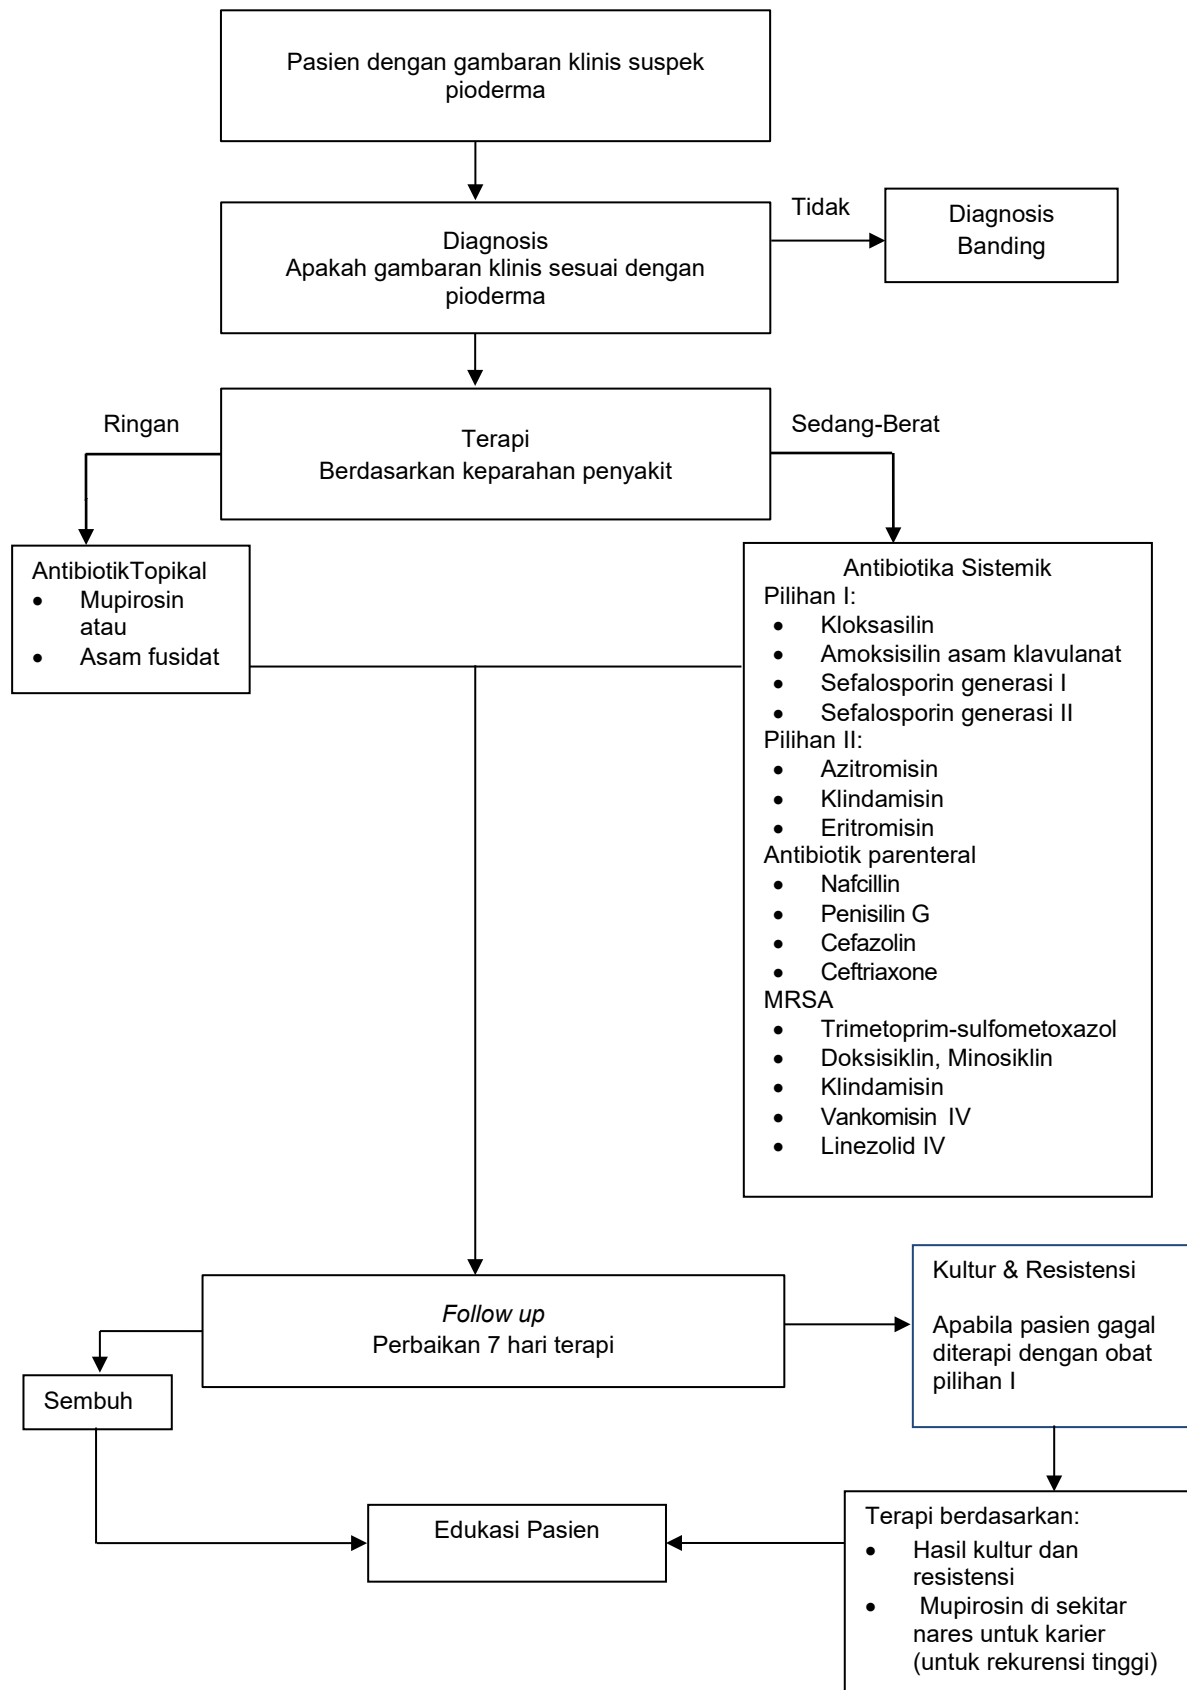 Pasien dengan gambaran klinis suspek
pioderma
Tidak
Diagnosis
Banding
Diagnosis
Apakah gambaran klinis sesuai dengan
pioderma
Ringan
Sedang-Berat
Terapi
Berdasarkan keparahan penyakit
AntibiotikTopikal
• Mupirosin
atau
• Asam fusidat
Antibiotika Sistemik
Pilihan I:
• Kloksasilin
• Amoksisilin asam klavulanat
• Sefalosporin generasi I
• Sefalosporin generasi II
Pilihan II:
• Azitromisin
• Klindamisin
• Eritromisin
Antibiotik parenteral
• Nafcillin
• Penisilin G
• Cefazolin
• Ceftriaxone
MRSA
• Trimetoprim-sulfometoxazol
• Doksisiklin, Minosiklin
• Klindamisin
• Vankomisin IV
• Linezolid IV
Follow up
Perbaikan 7 hari terapi
Kultur & Resistensi
Apabila pasien gagal
diterapi dengan obat
pilihan I
Sembuh
Edukasi Pasien
Terapi berdasarkan:
• Hasil kultur dan
resistensi
• Mupirosin di sekitar
nares untuk karier
(untuk rekurensi tinggi)